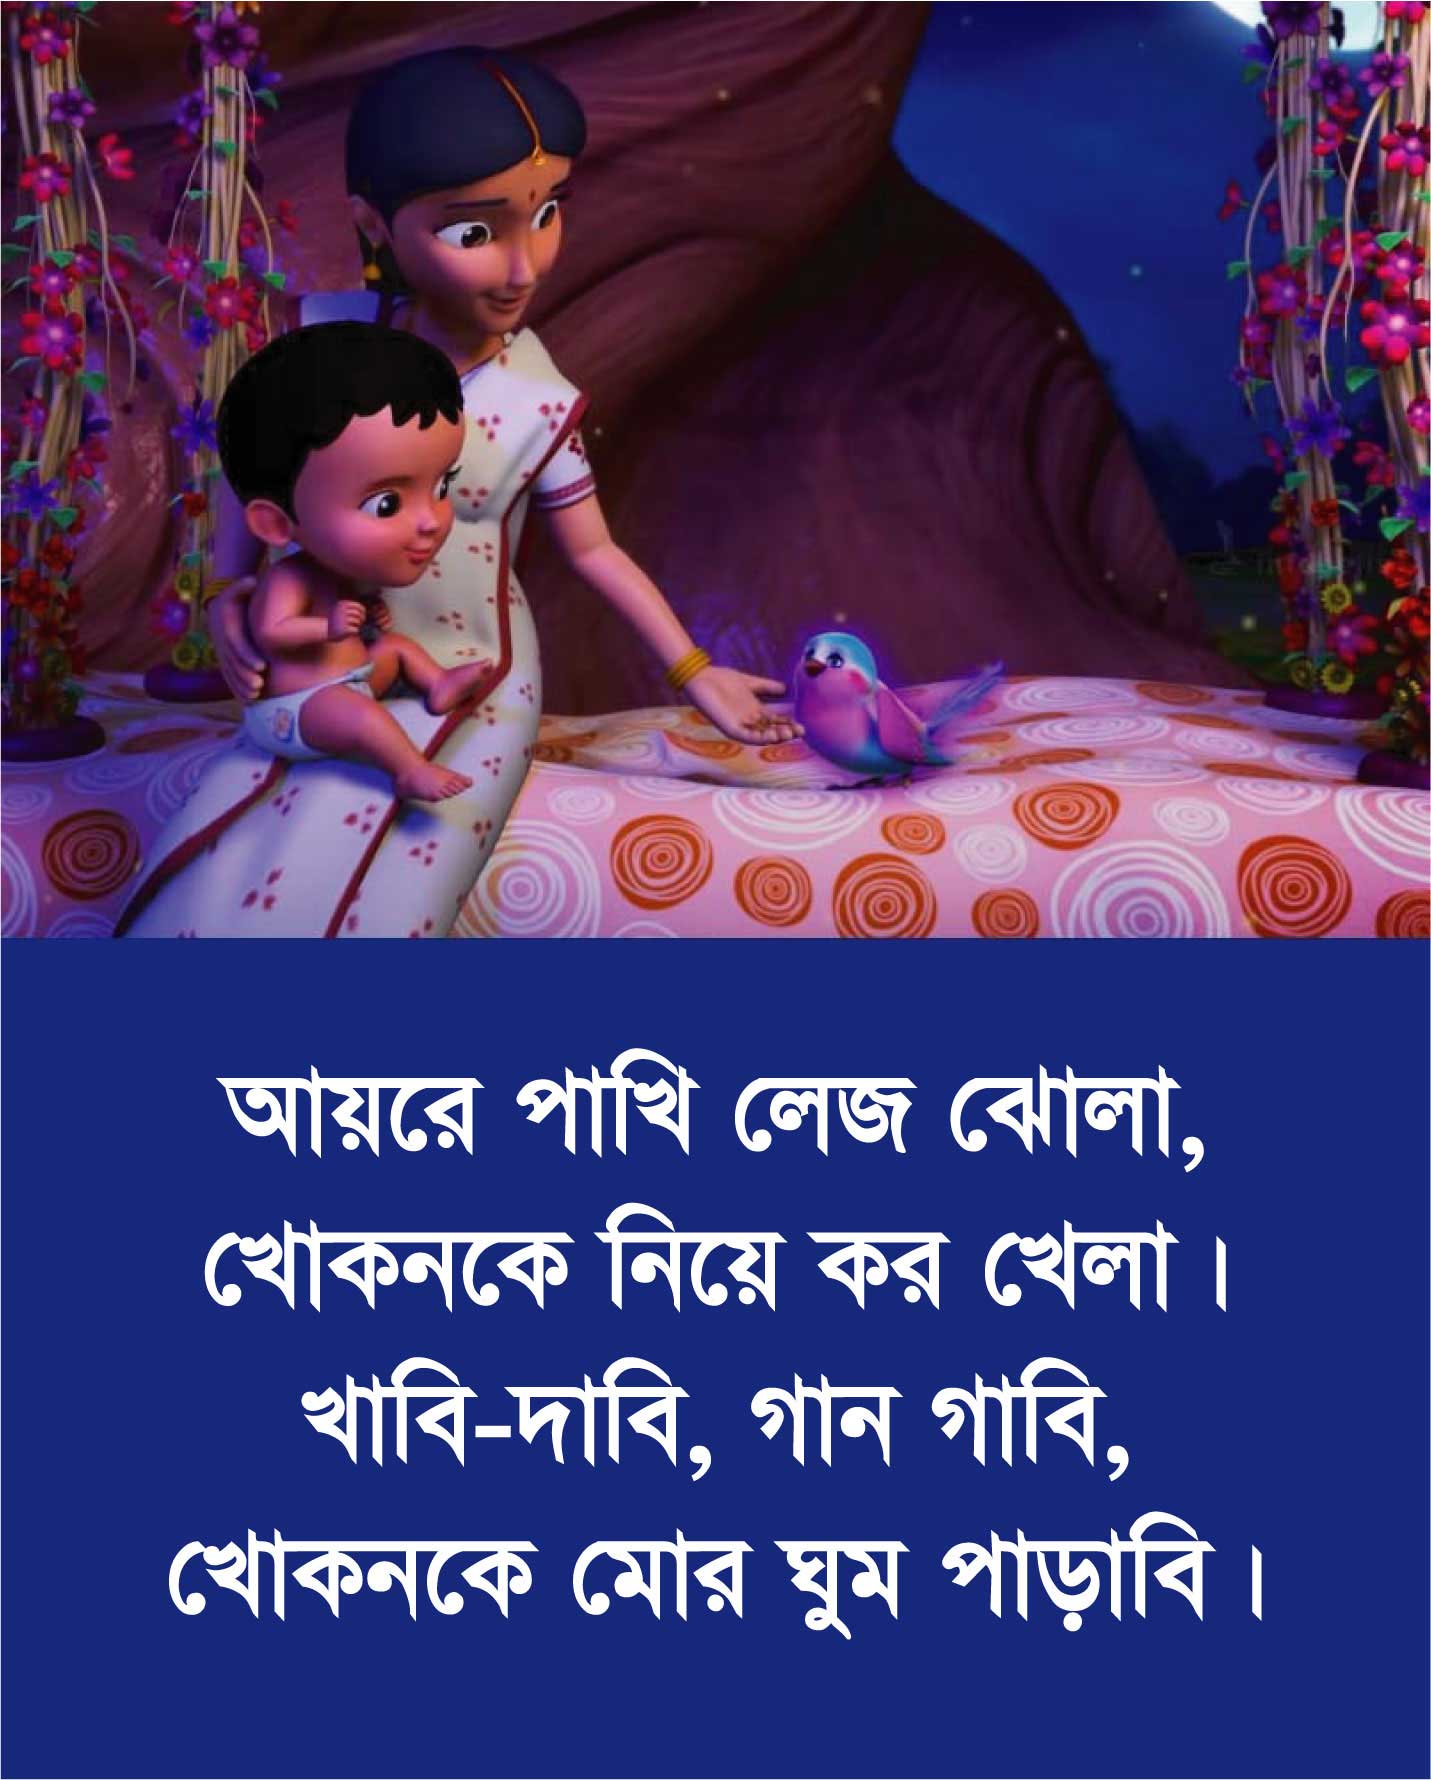 আয়রে পাখি লেজ ঝোলা,
খোকনকে নিয়ে কর খেলা।
খাবি-দাবি, গান গাবি,
খোকনকে মোর ঘুম পাড়াবি।